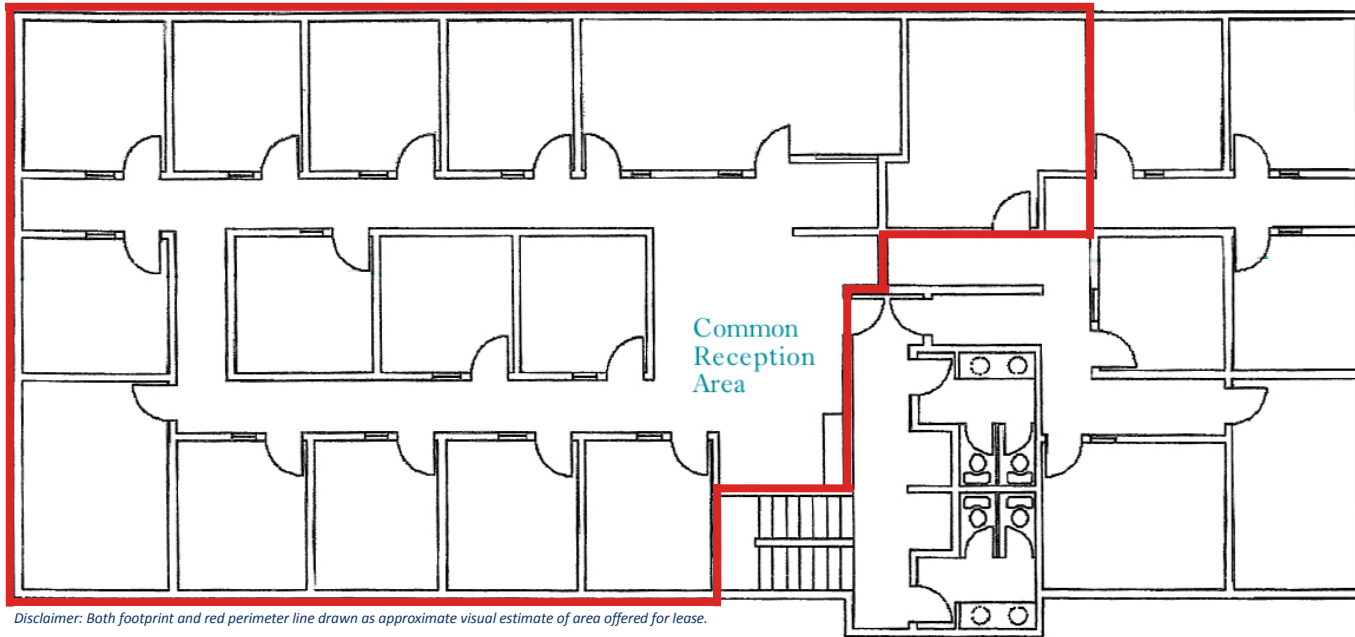 Common
Reception
Area
Disclaimer: Both footprint and red perimeter line drawn as approximate visual estimate of area offered for lease.